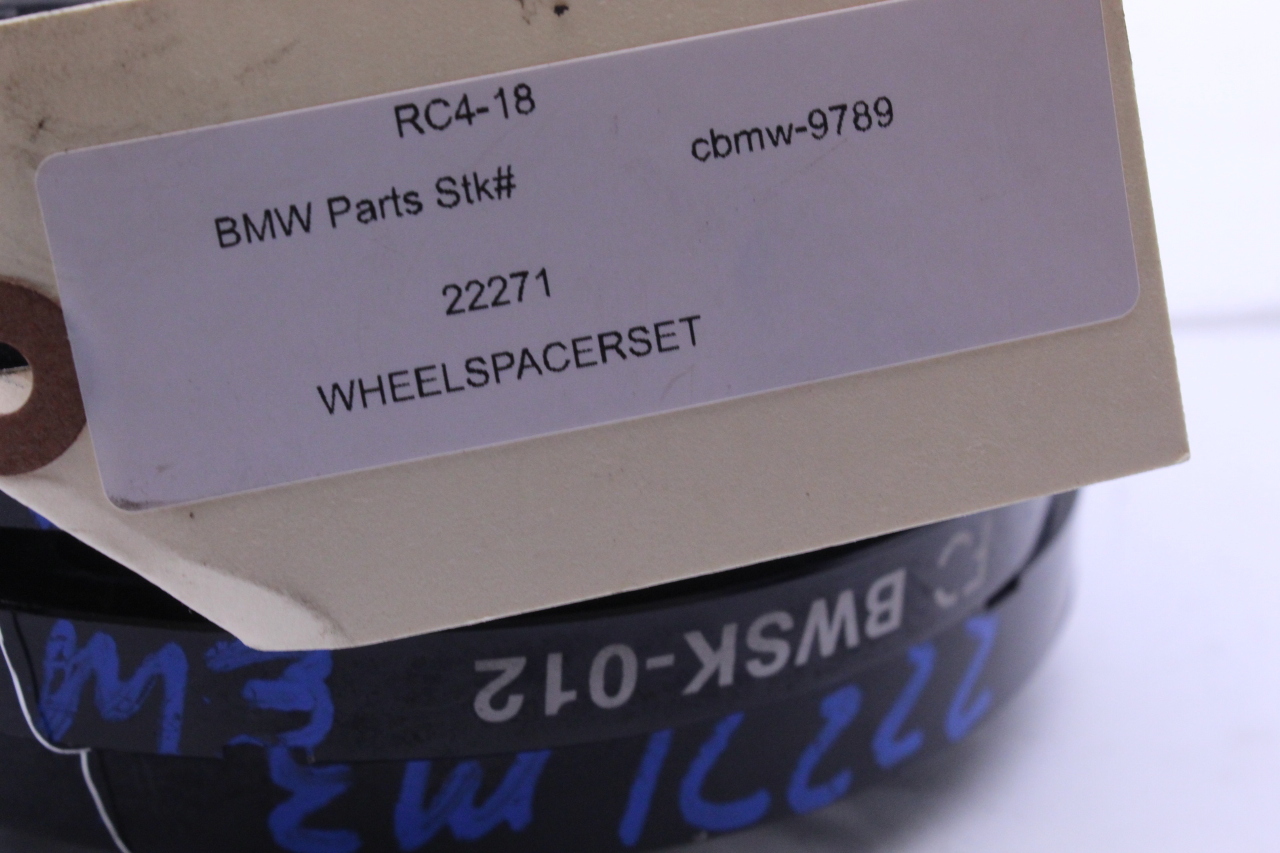 RC4-18
cbmw-9789
BMW Parts Stk#
22271
WHEELSPACERSET
BWSK-012
22271 M3